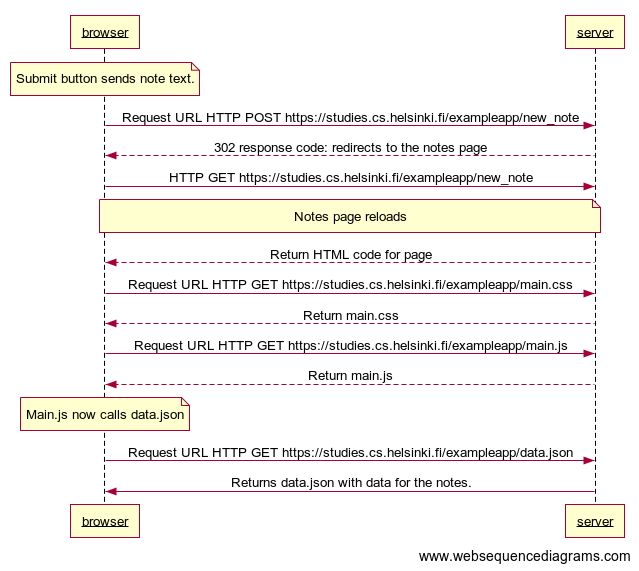 browser
server
Submit button sends note text.
Request URL HTTP POST https://studies.cs.helsinki.fi/exampleapp/new_note
302 response code: redirects to the notes page
HTTP GET https://studies.cs.helsinki.fi/exampleapp/new_note
Notes page reloads
Return HTML code for page
Request URL HTTP GET https://studies.cs.helsinki.fi/exampleapp/main.css
Return main.css
Request URL HTTP GET https://studies.cs.helsinki.fi/exampleapp/main.js
Return main.js
Main.js now calls data.json
Request URL HTTP GET https://studies.cs.helsinki.fi/exampleapp/data.json
Returns data.json with data for the notes.
browser
server
www.websequencediagrams.com